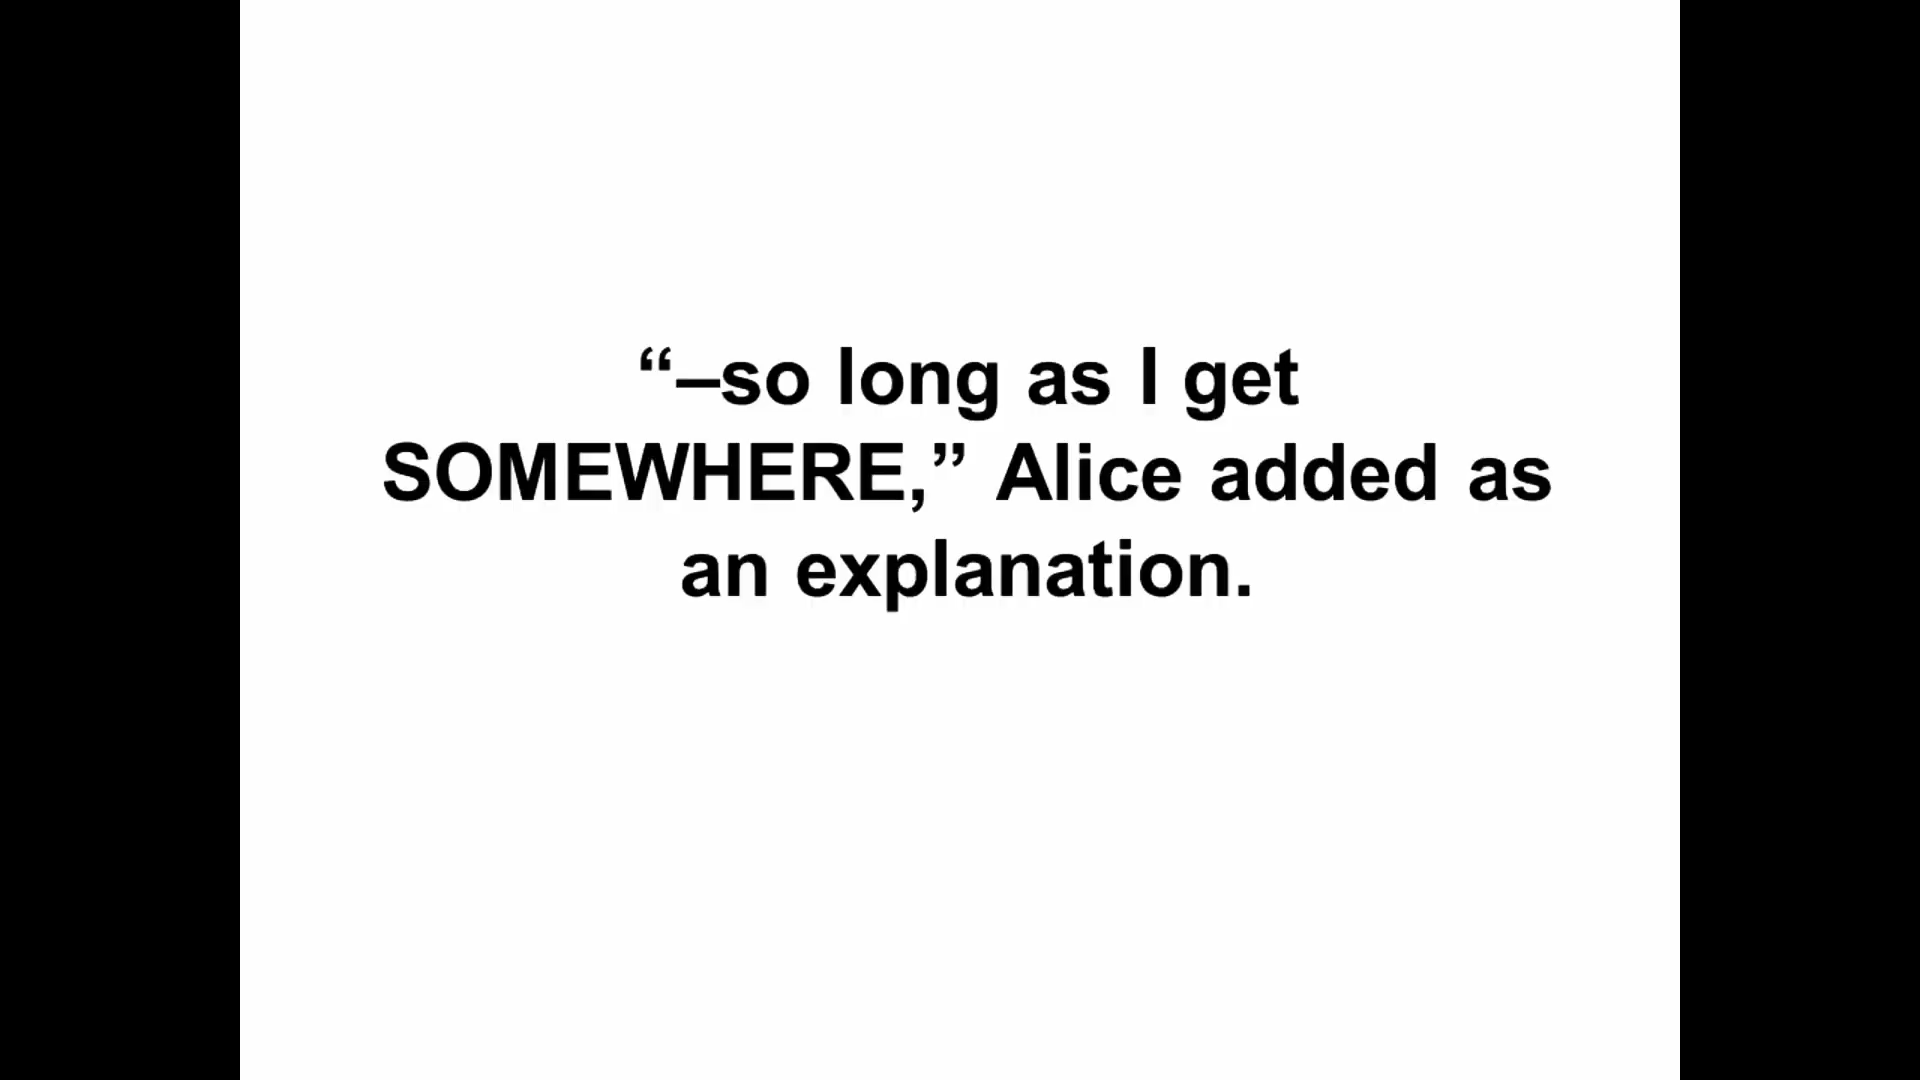 “–so long as I get
SOMEWHERE,” Alice added as
an explanation.